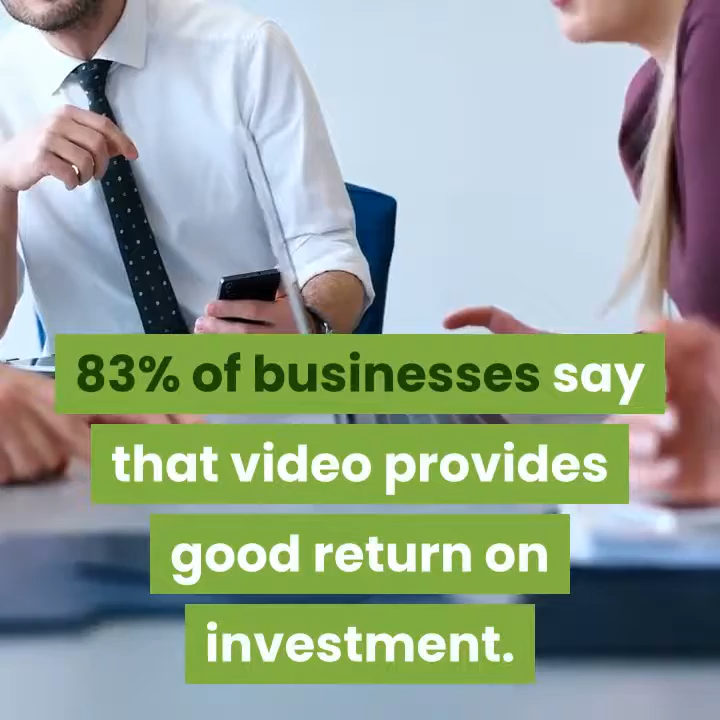 83% of businesses say
that video provides
good return on
investment.